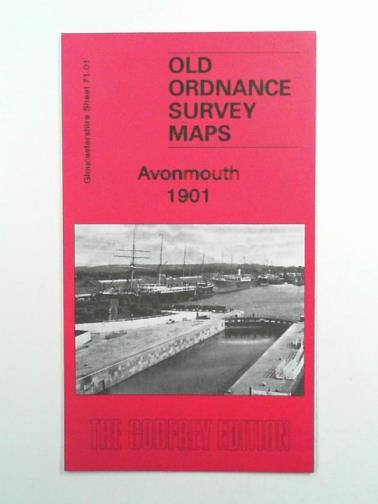 Gloucestershire Sheet 71.01
OLD
ORDNANCE
SURVEY
MAPS
Avonmouth
1901
THE GODFREY EDITION